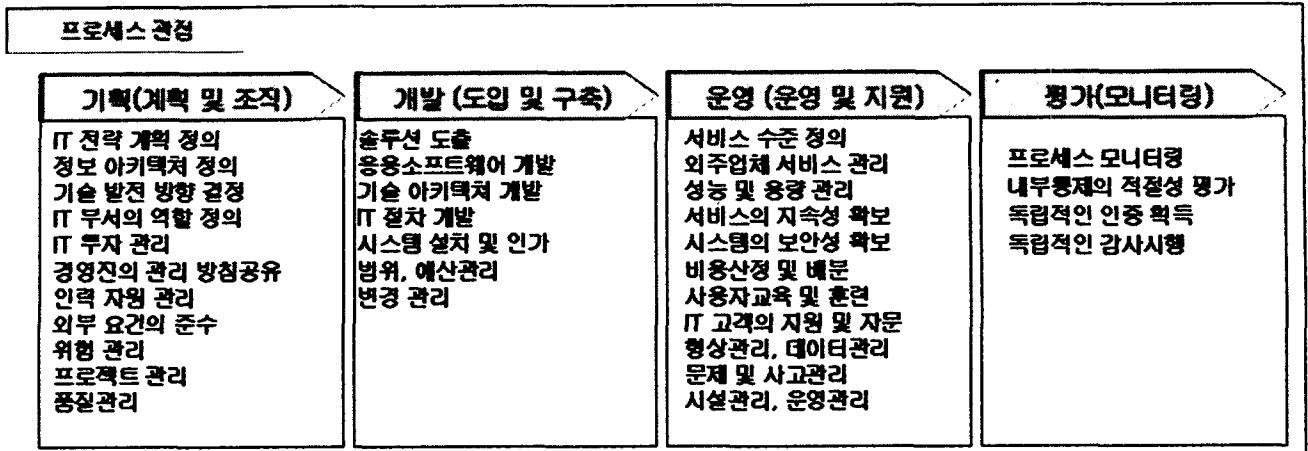 프로세스 관점
기획(계획 및 조직)
IT 전략 계획 정의
정보 아키텍쳐 정의
기술 발전 방향 결정
IT 부서의 역할 정의
IT 투자 관리
경영진의 관리 방침공유
인력 자원 관리
외부 요건의 준수
위험 관리
프로젝트 관리
품질관리
개발 (도입 및 구축)
솔루션 도출
응용소프트웨어 개발
기술 아키텍쳐 개발
IT 절차 개발
시스템 설치 및 인가
범위, 예산관리
변경 관리
운영 (운영 및 지원)
서비스 수준 정의
외주업체 서비스 관리
성능 및 용량 관리
서비스의 지속성 확보
시스템의 보안성 확보
비용산정 및 배분
사용자교육 및 훈련
IT 고객의 지원 및 자문
형상관리, 데이터관리
문제 및 사고관리
시설관리, 운영관리
평가(모니터링)
프로세스 모니터링
내부통제의 적절성 평가
독립적인 인증 획득
독립적인 감사시행